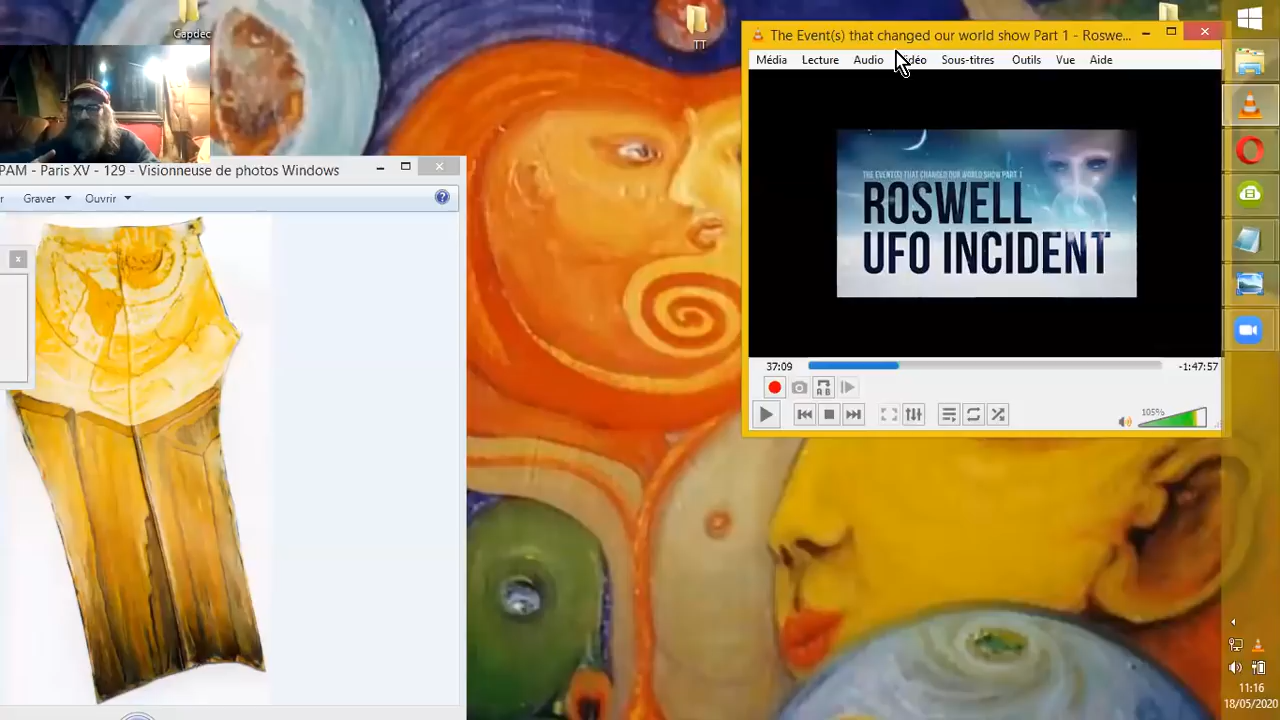 Capdec
TT
The Event(s) that changed our world show Part 1 - Roswe...
Média Lecture Audio Sous-titres Outils Vue Aide
PAM - Paris XV - 129 - Visionneuse de photos Windows
Graver Ouvrir
THE EVENT(S) THAT CHANGED OUR WORLD SHOW PART 1
ROSWELL
UFO INCIDENT
37:09
-1:47:57
105%
11:16
18/05/2020